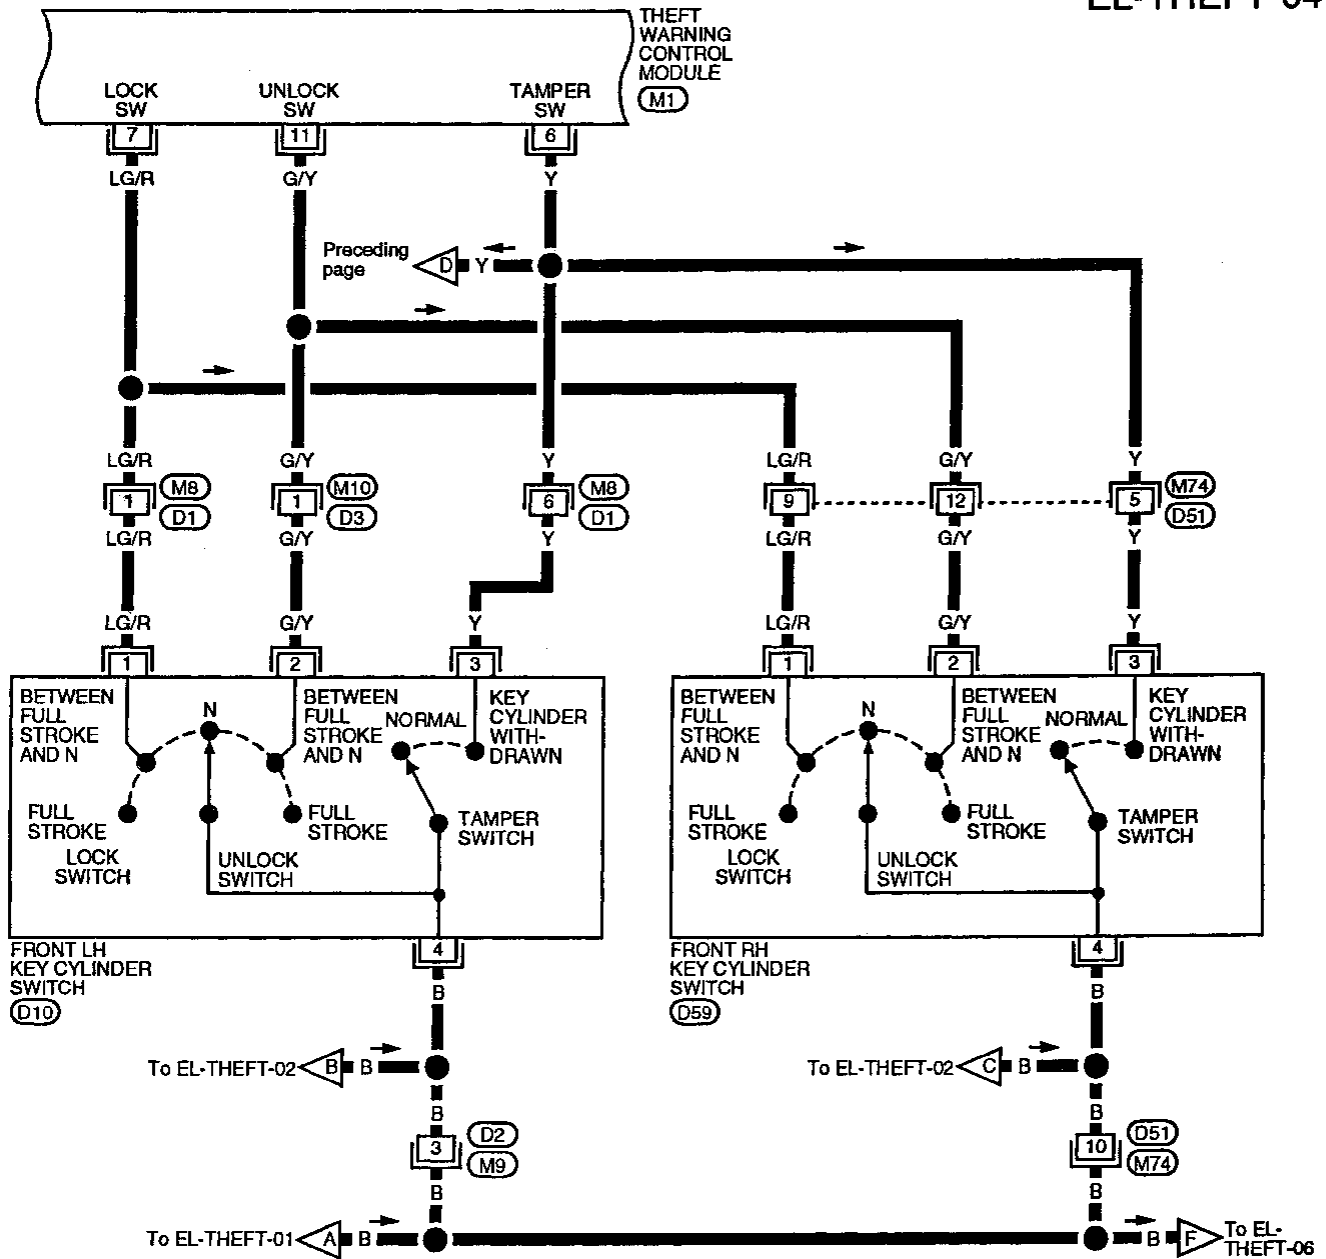 EL-THEFT-04
THEFT
WARNING
CONTROL
MODULE
M1
LOCK
SW
UNLOCK
SW
TAMPER
SW
7
11
6
LG/R
G/Y
Y
Preceding
page
D
Y
LG/R
G/Y
Y
LG/R
G/Y
Y
1
M8
D1
1
M10
D3
6
M8
D1
9
12
5
M74
D51
LG/R
G/Y
Y
LG/R
G/Y
Y
LG/R
G/Y
Y
LG/R
G/Y
Y
1
2
3
1
2
3
BETWEEN
FULL
STROKE
AND N
N
BETWEEN
FULL
STROKE
AND N
NORMAL
KEY
CYLINDER
WITH-
DRAWN
FULL
STROKE
LOCK
SWITCH
UNLOCK
SWITCH
FULL
STROKE
TAMPER
SWITCH
BETWEEN
FULL
STROKE
AND N
N
BETWEEN
FULL
STROKE
AND N
NORMAL
KEY
CYLINDER
WITH-
DRAWN
FULL
STROKE
LOCK
SWITCH
UNLOCK
SWITCH
FULL
STROKE
TAMPER
SWITCH
FRONT LH
KEY CYLINDER
SWITCH
D10
4
B
FRONT RH
KEY CYLINDER
SWITCH
D59
4
B
To EL-THEFT-02 B B
To EL-THEFT-02 C B
B
3
D2
M9
B
B
10
D51
M74
B
To EL-THEFT-01 A B
B F To EL-
THEFT-06